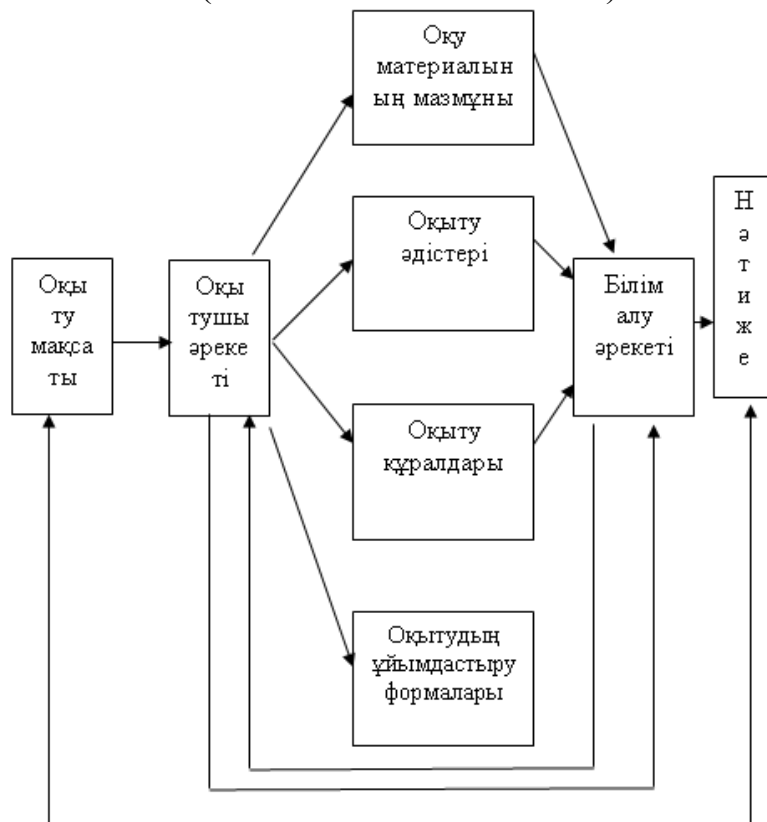 Оқу
материалын
ың мазмұны
Оқыту
әдістері
Оқы
ту
мақса
ты
Оқы
тушы
әреке
ті
Білім
алу
әрекеті
Н
ә
т
и
ж
е
Оқыту
құралдары
Оқытудың
ұйымдастыру
формалары